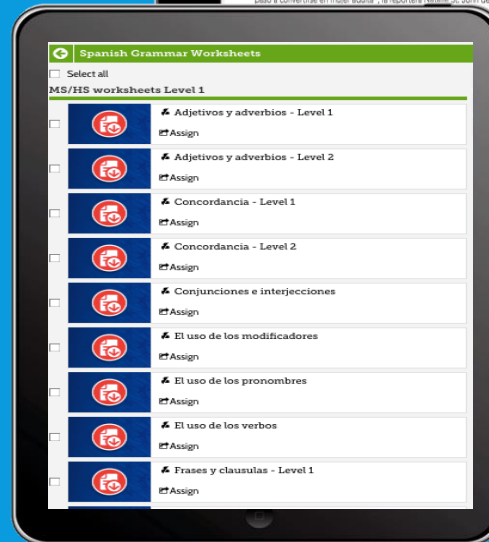 Spanish Grammar Worksheets
Select all
MS/HS worksheets Level 1
Adjetivos y adverbios - Level 1
Assign
Adjetivos y adverbios - Level 2
Assign
Concordancia - Level 1
Assign
Concordancia - Level 2
Assign
Conjunciones e interjecciones
Assign
El uso de los modificadores
Assign
El uso de los pronombres
Assign
El uso de los verbos
Assign
Frases y clausulas - Level 1
Assign